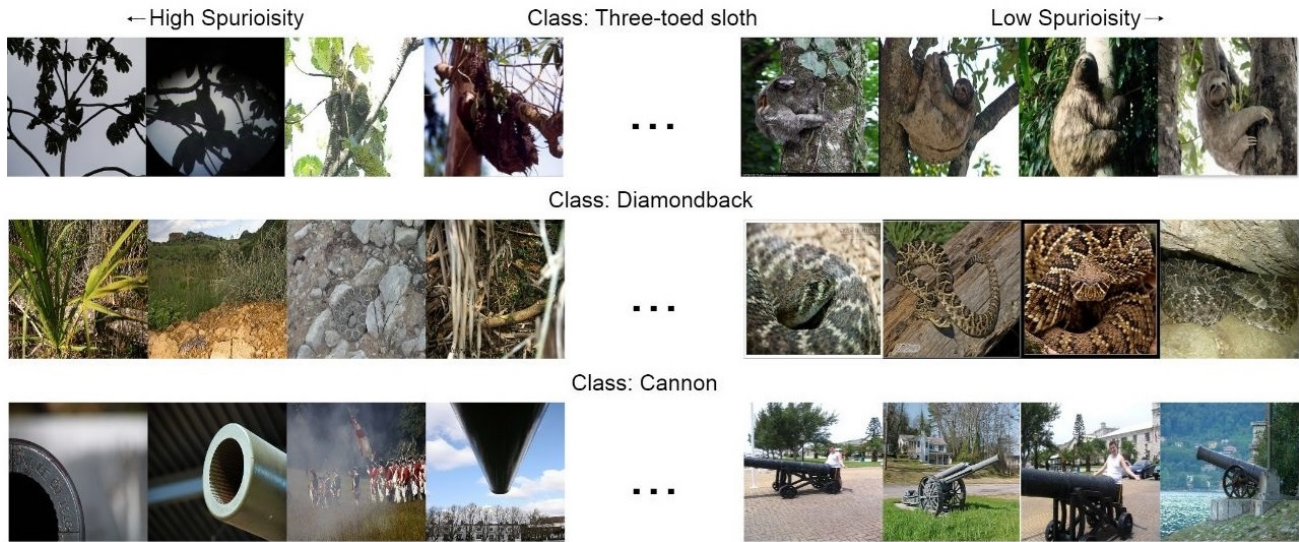 ←High Spurioisity
Class: Three-toed sloth
Low Spurioisity→
...
Class: Diamondback
...
Class: Cannon
...